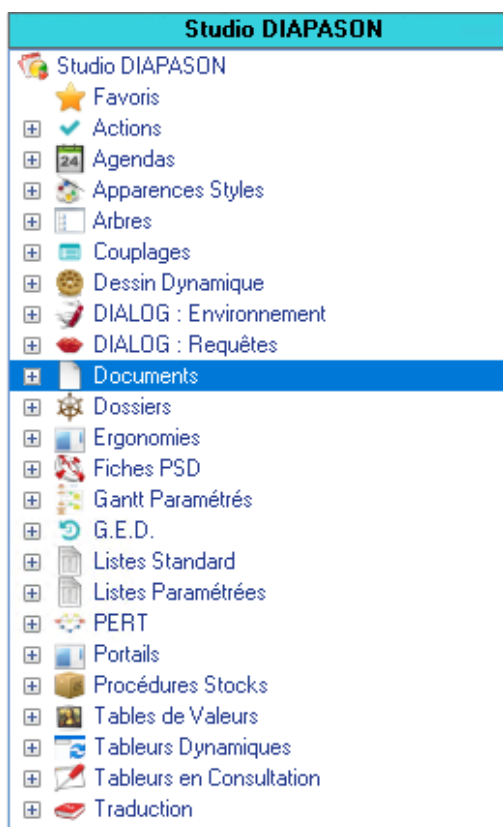 Studio DIAPASON
Studio DIAPASON
Favoris
Actions
24 Agendas
Apparences Styles
Arbres
Couplages
Dessin Dynamique
DIALOG : Environnement
DIALOG : Requêtes
Documents
Dossiers
Ergonomies
Fiches PSD
Gantt Paramétrés
G.E.D.
Listes Standard
Listes Paramétrées
PERT
Portails
Procédures Stocks
Tables de Valeurs
Tableurs Dynamiques
Tableurs en Consultation
Traduction